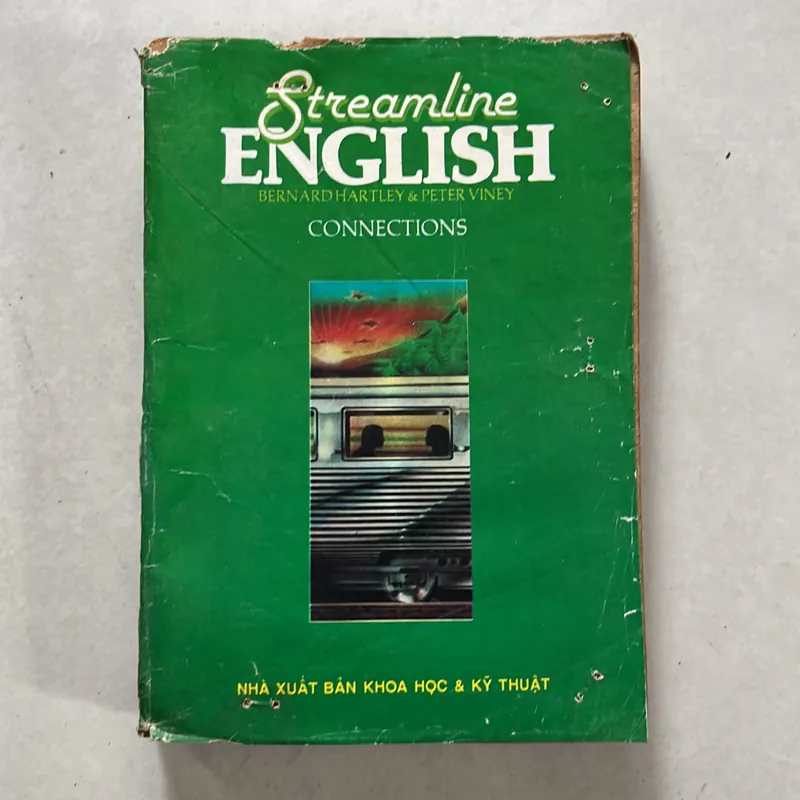 Streamline
ENGLISH
BERNARD HARTLEY & PETER VINEY
CONNECTIONS
NHÀ XUẤT BẢN KHOA HỌC & KỸ THUẬT